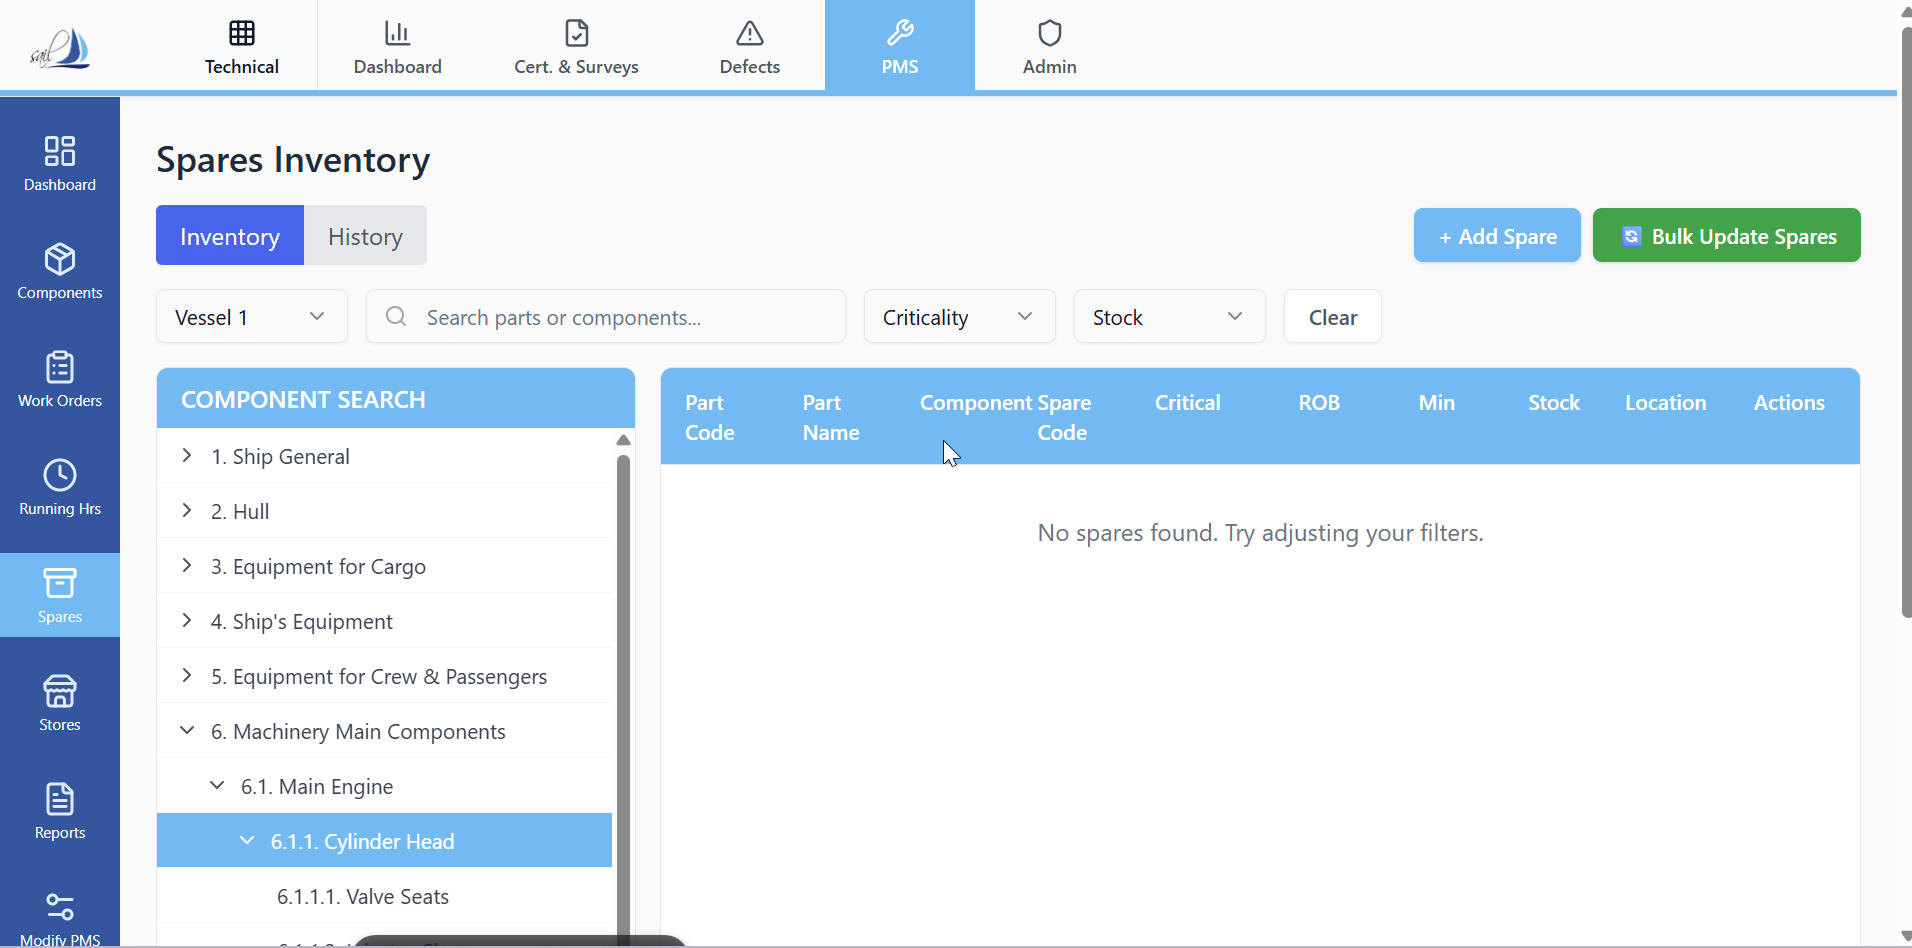 sail
Technical
Dashboard
Cert. & Surveys
Defects
PMS
Admin
Dashboard
Components
Work Orders
Running Hrs
Spares
Stores
Reports
Modify PMS
Spares Inventory
Inventory
History
+ Add Spare
Bulk Update Spares
Vessel 1
Search parts or components...
Criticality
Stock
Clear
COMPONENT SEARCH
1. Ship General
2. Hull
3. Equipment for Cargo
4. Ship's Equipment
5. Equipment for Crew & Passengers
6. Machinery Main Components
6.1. Main Engine
6.1.1. Cylinder Head
6.1.1.1. Valve Seats
Part Code
Part Name
Component
Spare Code
Critical
ROB
Min
Stock
Location
Actions
No spares found. Try adjusting your filters.